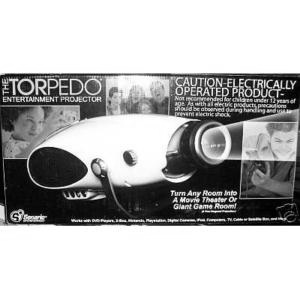 THE TORPEDO
ENTERTAINMENT PROJECTOR
CAUTION-ELECTRICALLY
OPERATED PRODUCT-
Not recommended for children under 12 years of
age. As with all electric products, precautions
should be observed during handling and use to
prevent electric shock.
Turn Any Room Into
A Movie Theater Or
Giant Game Room!
Works with DVD Players, X-Box, Nintendo, Playstation, Digital Cameras, iPod, Computers, TV, Cable or Satellite Box, and